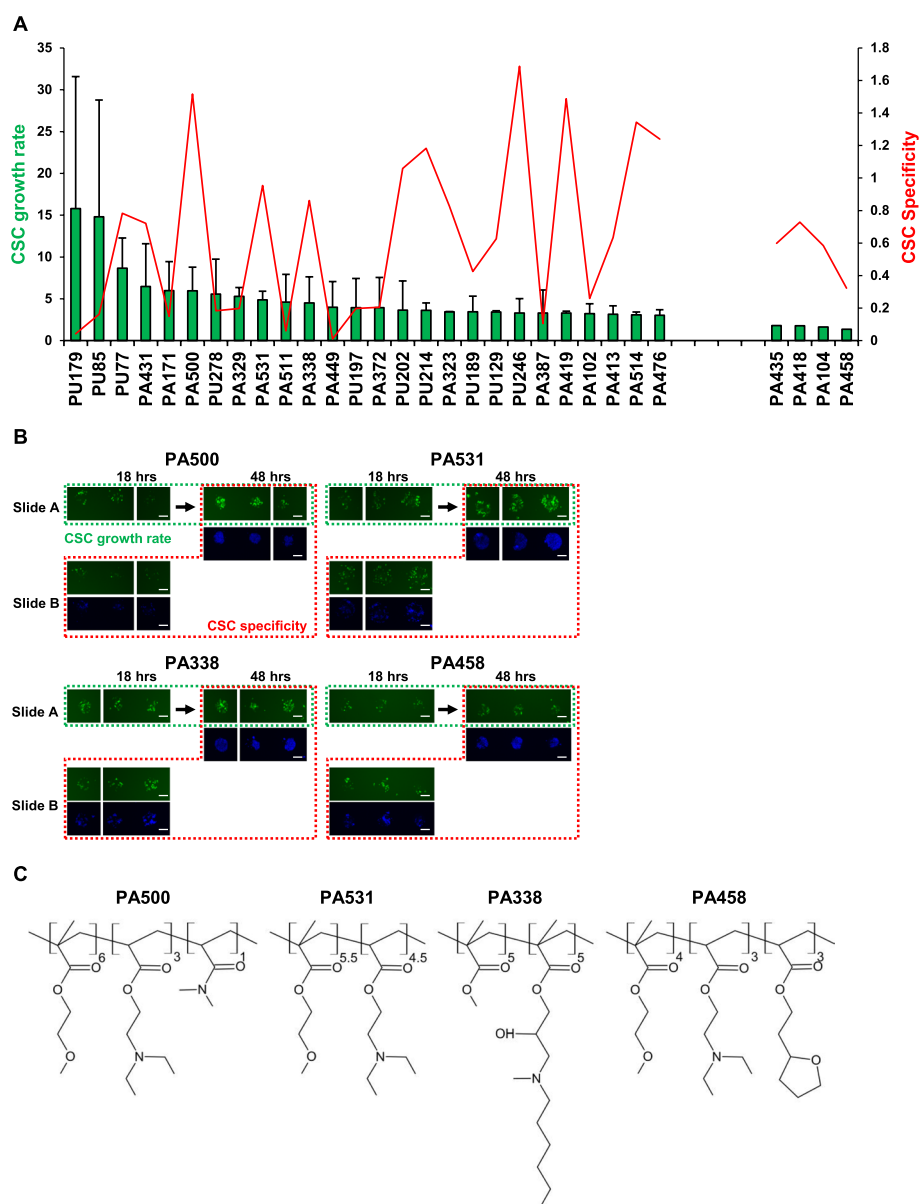 A
35
30
25
20
15
10
5
0
CSC growth rate
1.8
1.6
1.4
1.2
1
0.8
0.6
0.4
0.2
0
CSC Specificity
PU179 PU85 PU77 PA431 PA171 PA500 PU278 PA329 PA531 PA511 PA338 PA449 PU197 PA372 PU202 PU214 PA323 PU189 PU129 PU246 PA387 PA419 PA102 PA413 PA514 PA476 PA435 PA418 PA104 PA458
B
PA500 PA531
18 hrs 48 hrs 18 hrs 48 hrs
Slide A
CSC growth rate
Slide B
CSC specificity
PA338 PA458
18 hrs 48 hrs 18 hrs 48 hrs
Slide A
Slide B
C
PA500 PA531 PA338 PA458
6 3 1 5.5 4.5 5 5 4 3 3
O O O O O O O O O O
O O N O O O O O O O
OH
O N O N N O N O